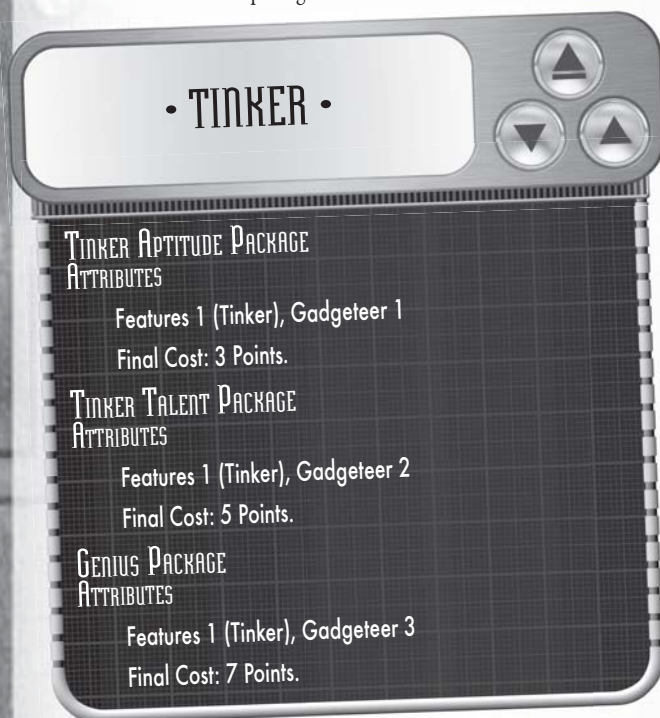 • TINKER •
TINKER APTITUDE PACKAGE
ATTRIBUTES
Features 1 (Tinker), Gadgeteer 1
Final Cost: 3 Points.
TINKER TALENT PACKAGE
ATTRIBUTES
Features 1 (Tinker), Gadgeteer 2
Final Cost: 5 Points.
GENIUS PACKAGE
ATTRIBUTES
Features 1 (Tinker), Gadgeteer 3
Final Cost: 7 Points.